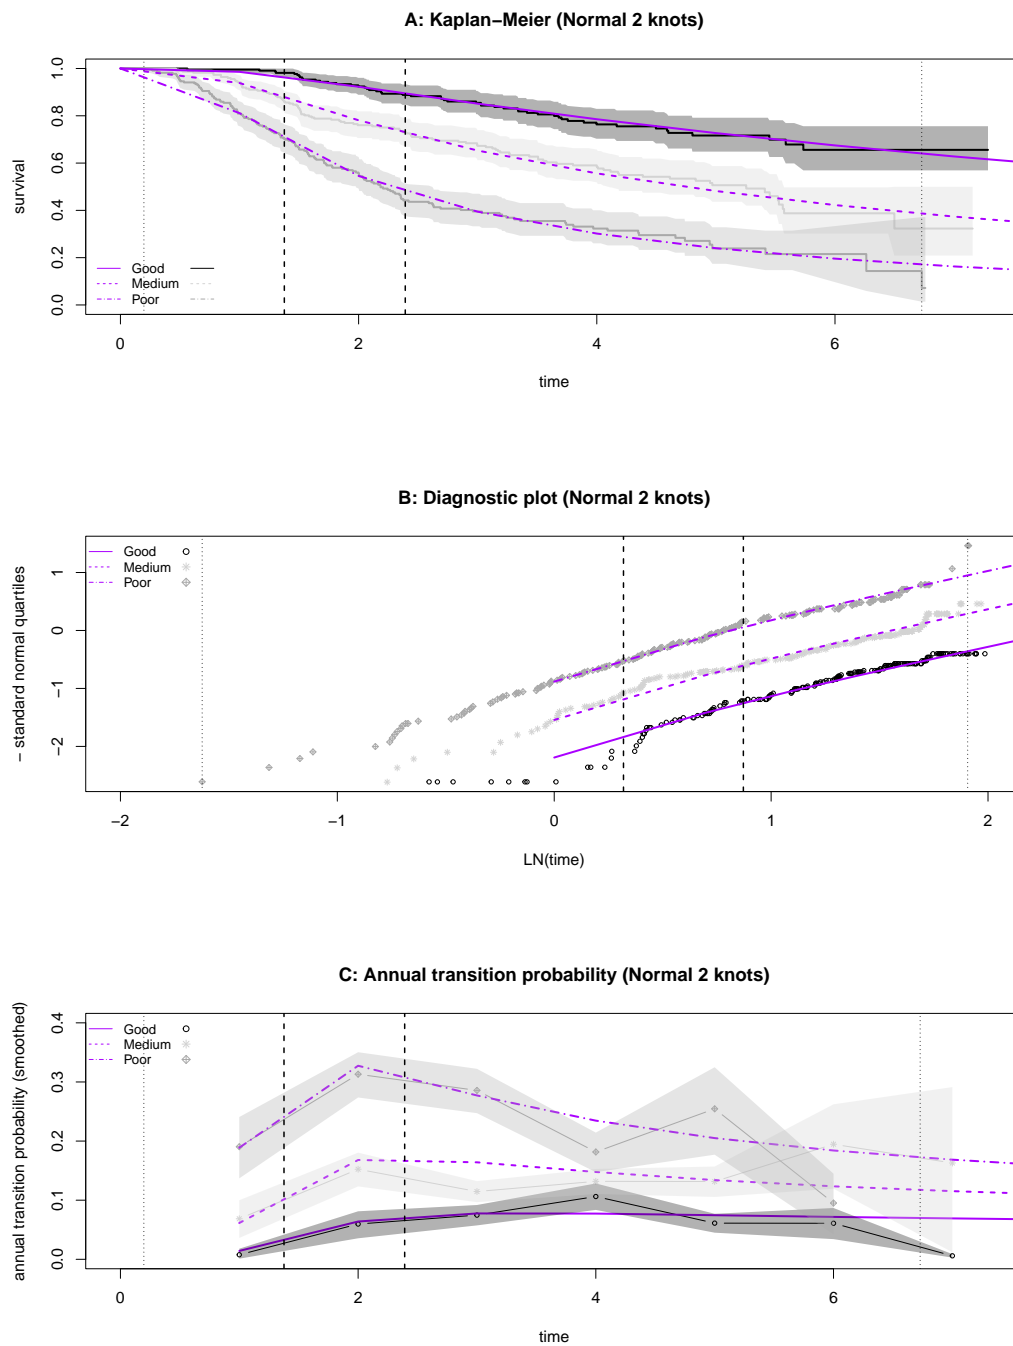 A: Kaplan−Meier (Normal 2 knots)
survival
1.0
0.8
0.6
0.4
0.2
0.0
Good
Medium
Poor
0 2 4 6
time
B: Diagnostic plot (Normal 2 knots)
− standard normal quartiles
1
0
−1
−2
Good
Medium
Poor
−2 −1 0 1 2
LN(time)
C: Annual transition probability (Normal 2 knots)
annual transition probability (smoothed)
0.4
0.3
0.2
0.1
0.0
Good
Medium
Poor
0 2 4 6
time